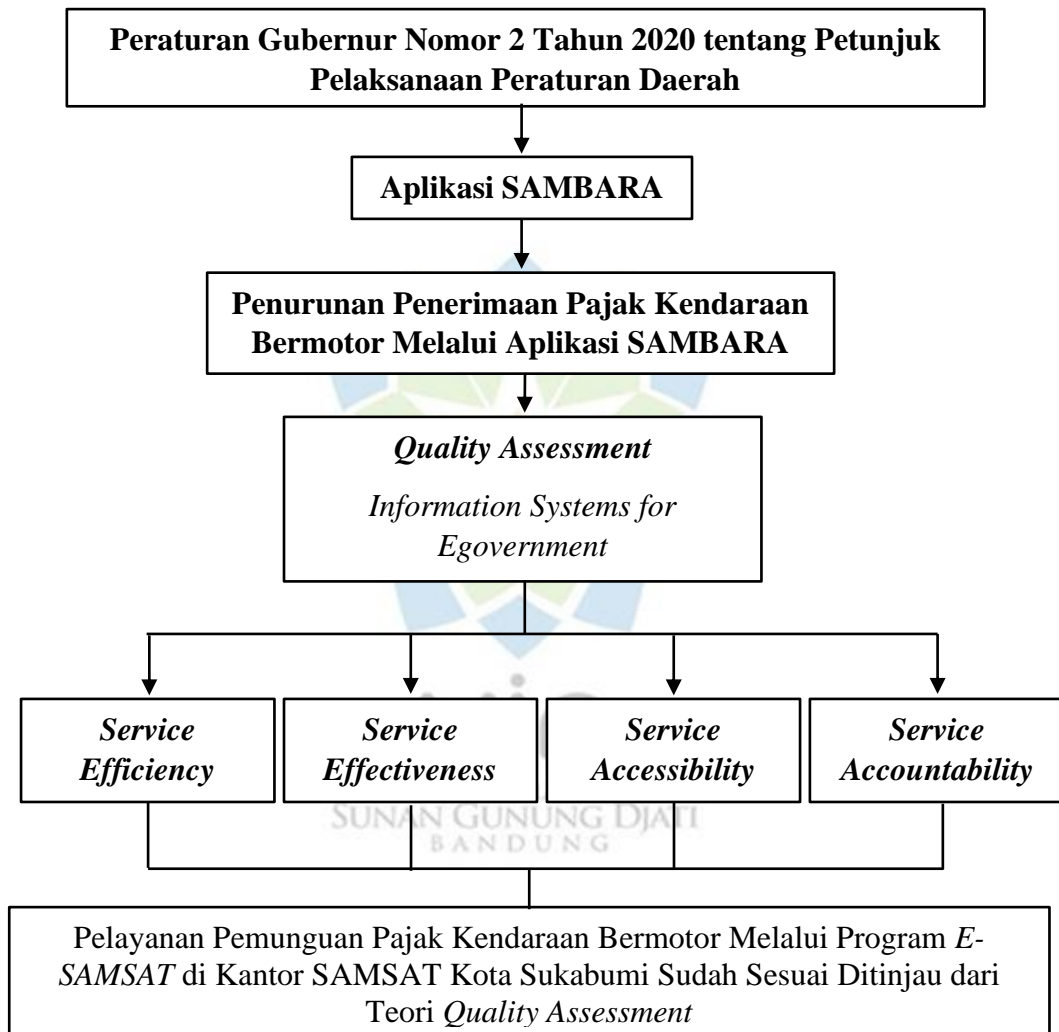 Peraturan Gubernur Nomor 2 Tahun 2020 tentang Petunjuk
Pelaksanaan Peraturan Daerah
Aplikasi SAMBARA
Penurunan Penerimaan Pajak Kendaraan
Bermotor Melalui Aplikasi SAMBARA
Quality Assessment
Information Systems for
Egovernment
Service
Efficiency
Service
Effectiveness
Service
Accessibility
Service
Accountability
SUNAN GUNUNG DJATI
BANDUNG
Pelayanan Pemunguan Pajak Kendaraan Bermotor Melalui Program E-
SAMSAT di Kantor SAMSAT Kota Sukabumi Sudah Sesuai Ditinjau dari
Teori Quality Assessment